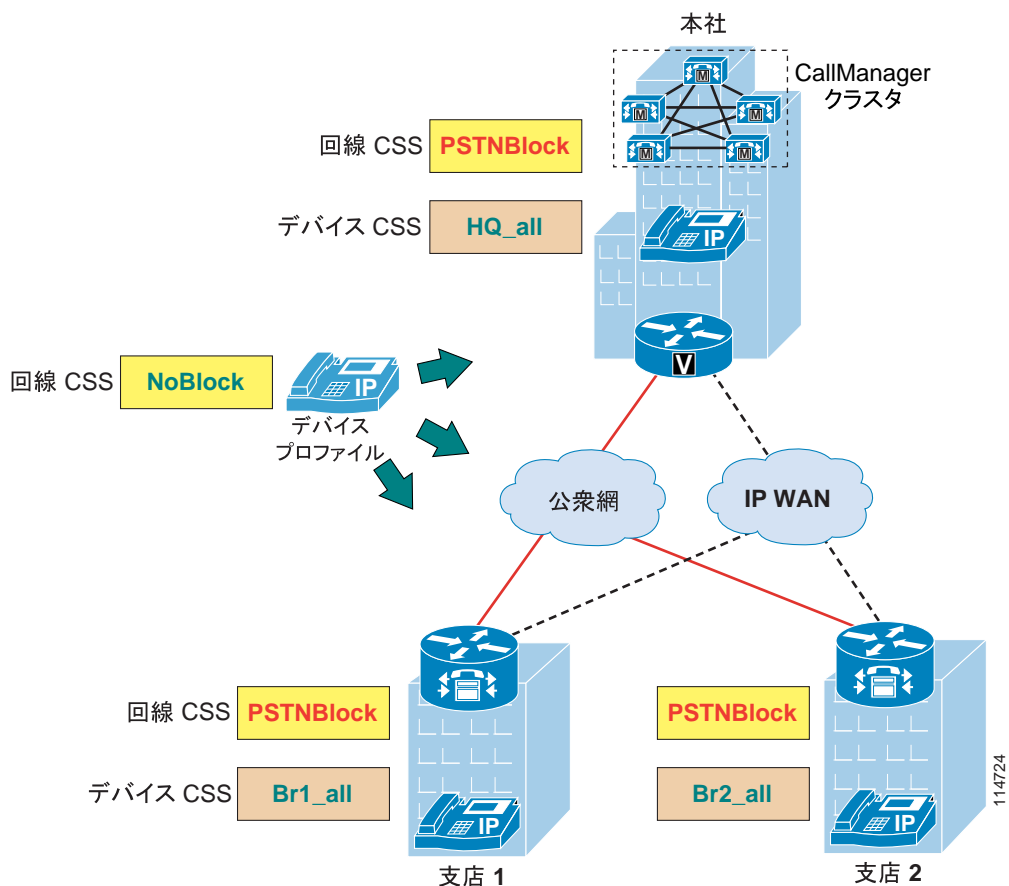 本社
CallManager
クラスタ
M
M
M
M
M
回線 CSS
PSTNBlock
デバイス CSS
HQ_all
IP
V
回線 CSS
NoBlock
IP
デバイス
プロファイル
公衆網
IP WAN
回線 CSS
PSTNBlock
PSTNBlock
デバイス CSS
Br1_all
IP
Br2_all
IP
支店 1
支店 2
114724